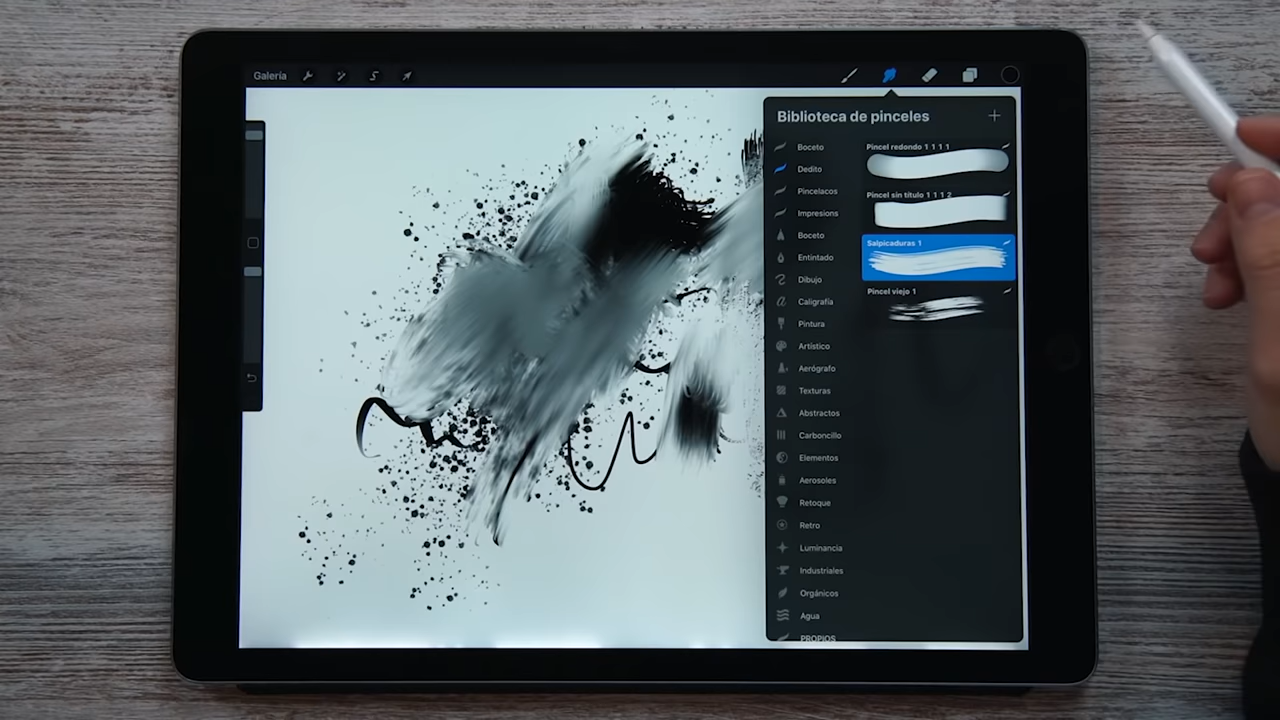 Galería
Biblioteca de pinceles
Boceto
Dedito
Pincelacos
Impresions
Boceto
Entintado
Dibujo
Caligrafía
Pintura
Artístico
Aerógrafo
Texturas
Abstractos
Carboncillo
Elementos
Aerosoles
Retoque
Retro
Luminancia
Industriales
Orgánicos
Agua
PROPIOS
Pincel redondo 1 1 1 1
Pincel sin título 1 1 1 2
Salpicaduras 1
Pincel viejo 1